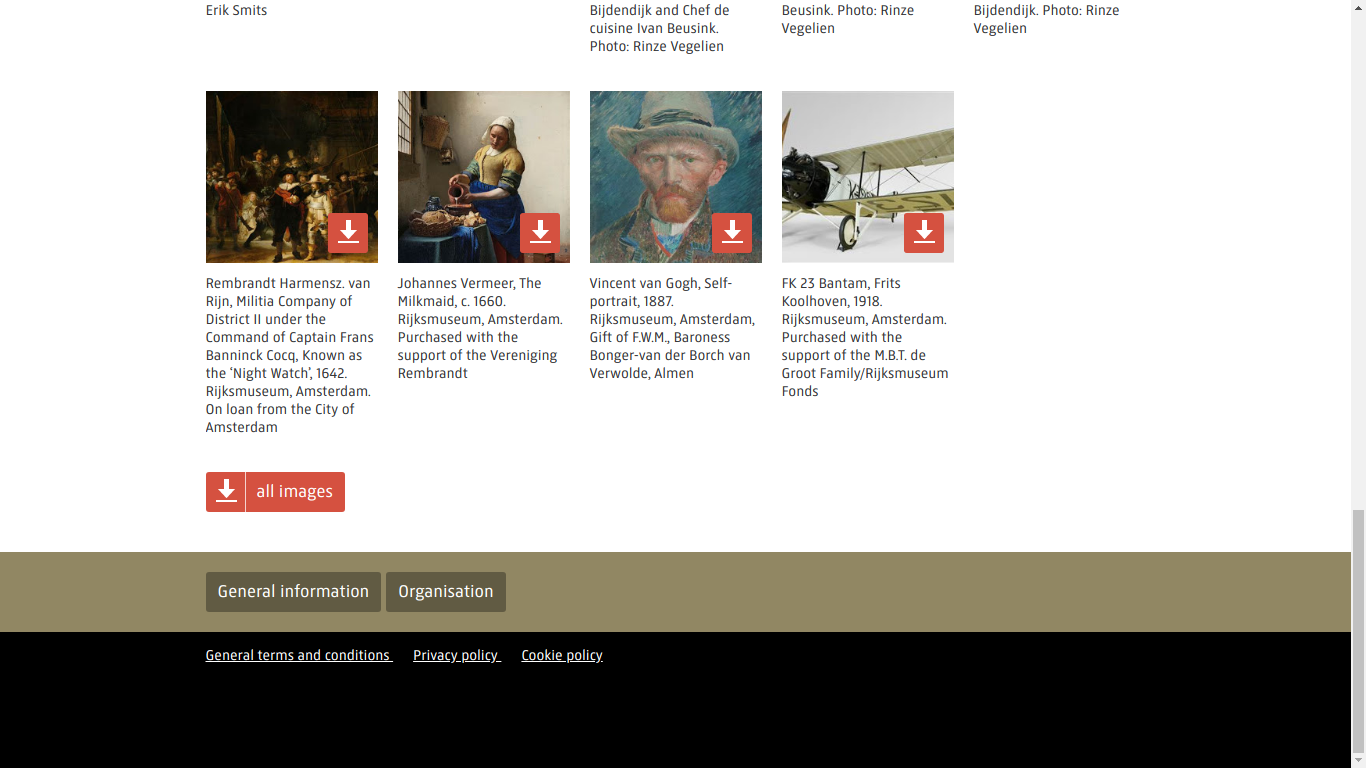 Erik Smits
Bijdendijk and Chef de
cuisine Ivan Beusink.
Photo: Rinze Vegelien
Beusink. Photo: Rinze
Vegelien
Bijdendijk. Photo: Rinze
Vegelien
Rembrandt Harmensz. van
Rijn, Militia Company of
District II under the
Command of Captain Frans
Banninck Cocq, Known as
the ‘Night Watch’, 1642.
Rijksmuseum, Amsterdam.
On loan from the City of
Amsterdam
Johannes Vermeer, The
Milkmaid, c. 1660.
Rijksmuseum, Amsterdam.
Purchased with the
support of the Vereniging
Rembrandt
Vincent van Gogh, Self-
portrait, 1887.
Rijksmuseum, Amsterdam,
Gift of F.W.M., Baroness
Bonger-van der Borch van
Verwolde, Almen
FK 23 Bantam, Frits
Koolhoven, 1918.
Rijksmuseum, Amsterdam.
Purchased with the
support of the M.B.T. de
Groot Family/Rijksmuseum
Fonds
all images
General information
Organisation
General terms and conditions
Privacy policy
Cookie policy